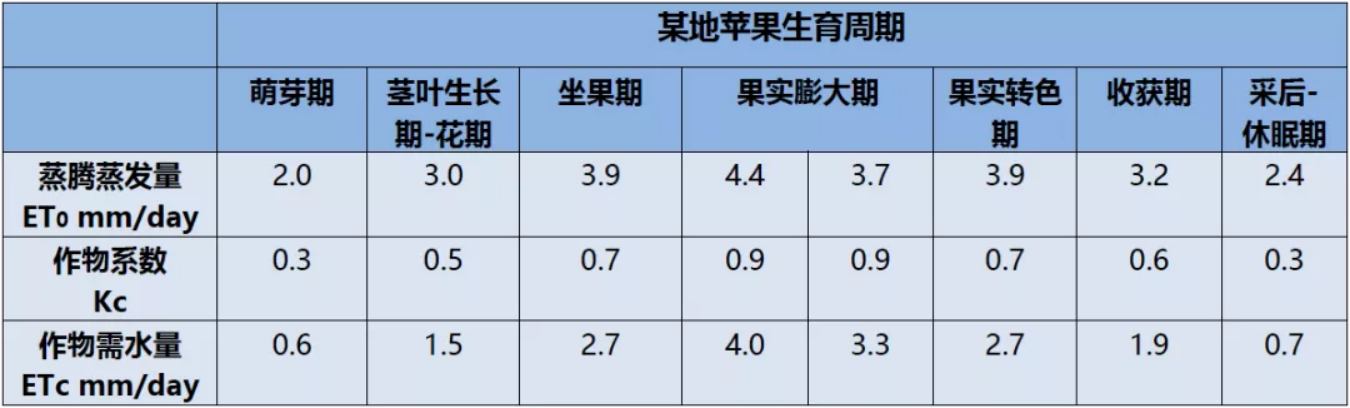 某地苹果生育周期
萌芽期 茎叶生长 坐果期 果实膨大期 果实转色 收获期 采后-
期-花期 期 休眠期
蒸腾蒸发量 2.0 3.0 3.9 4.4 3.7 3.9 3.2 2.4
ET₀ mm/day
作物系数 0.3 0.5 0.7 0.9 0.9 0.7 0.6 0.3
Kc
作物需水量 0.6 1.5 2.7 4.0 3.3 2.7 1.9 0.7
ETc mm/day